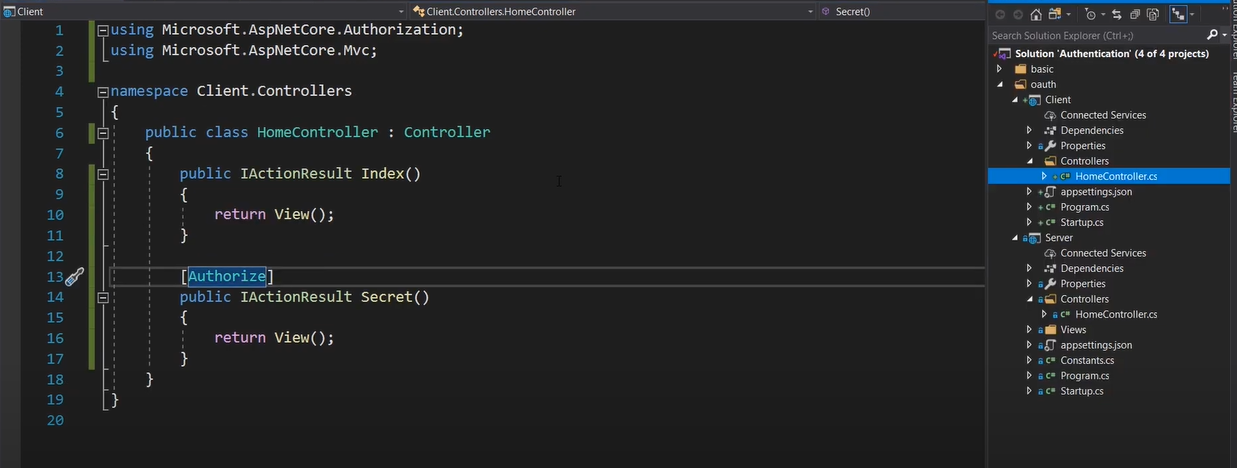 Client
Client.Controllers.HomeController
Secret()
1 using Microsoft.AspNetCore.Authorization;
2 using Microsoft.AspNetCore.Mvc;
3
4 namespace Client.Controllers
5 {
6 public class HomeController : Controller
7 {
8 public IActionResult Index()
9 {
10 return View();
11 }
12
13 [Authorize]
14 public IActionResult Secret()
15 {
16 return View();
17 }
18 }
19 }
20
Search Solution Explorer (Ctrl+;)
Solution 'Authentication' (4 of 4 projects)
basic
oauth
Client
Connected Services
Dependencies
Properties
Controllers
C# HomeController.cs
appsettings.json
C# Program.cs
C# Startup.cs
Server
Connected Services
Dependencies
Properties
Controllers
C# HomeController.cs
Views
appsettings.json
C# Constants.cs
C# Program.cs
C# Startup.cs
Team Explorer